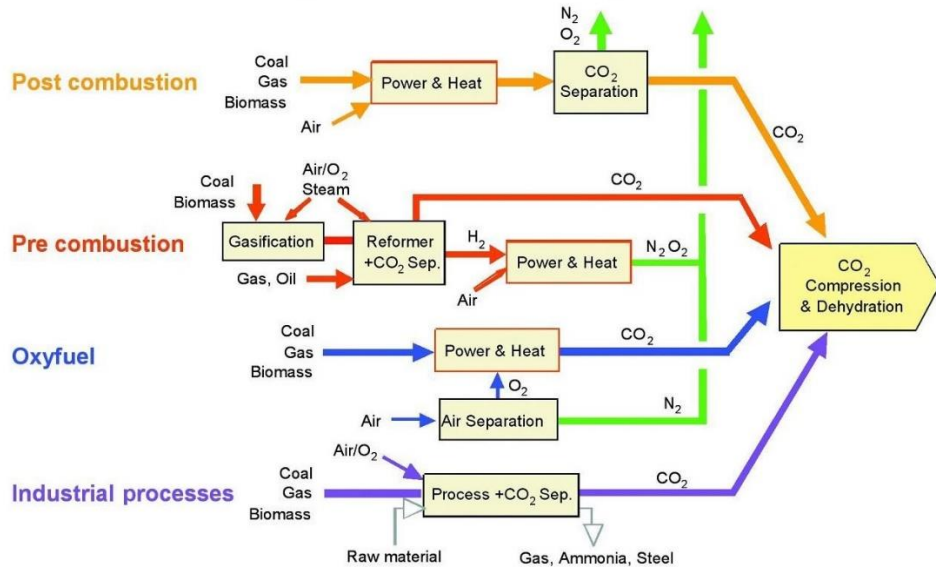 N₂
O₂
Coal
Gas
Biomass
Post combustion
Power & Heat
CO₂
Separation
Air
CO₂
Air/O₂
Steam
Coal
Biomass
CO₂
Pre combustion
Gasification
Reformer
+CO₂ Sep.
H₂
Power & Heat
N₂ O₂
Gas, Oil
Air
CO₂
Compression
& Dehydration
Oxyfuel
Coal
Gas
Biomass
Power & Heat
CO₂
O₂
Air
Air Separation
N₂
Air/O₂
Industrial processes
Coal
Gas
Biomass
Process +CO₂ Sep.
CO₂
Raw material
Gas, Ammonia, Steel